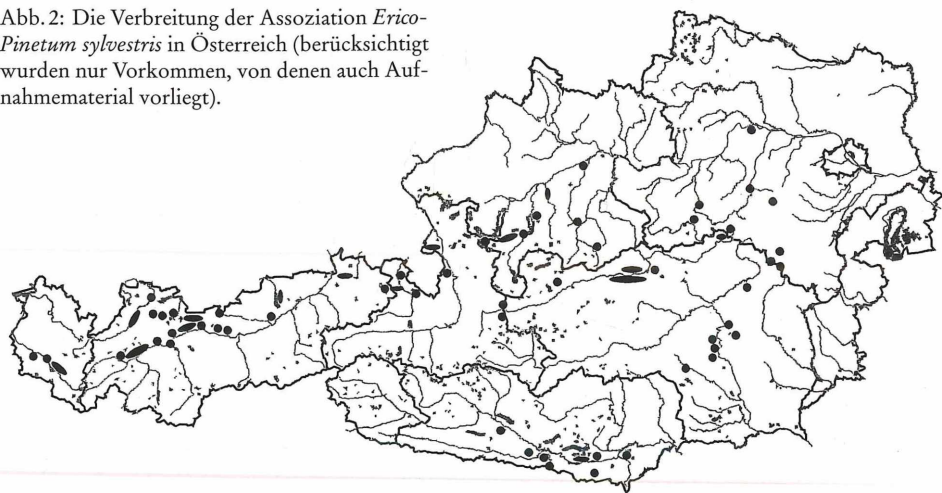 Abb. 2: Die Verbreitung der Assoziation Erico-
Pinetum sylvestris in Österreich (berücksichtigt
wurden nur Vorkommen, von denen auch Auf-
nahmematerial vorliegt).